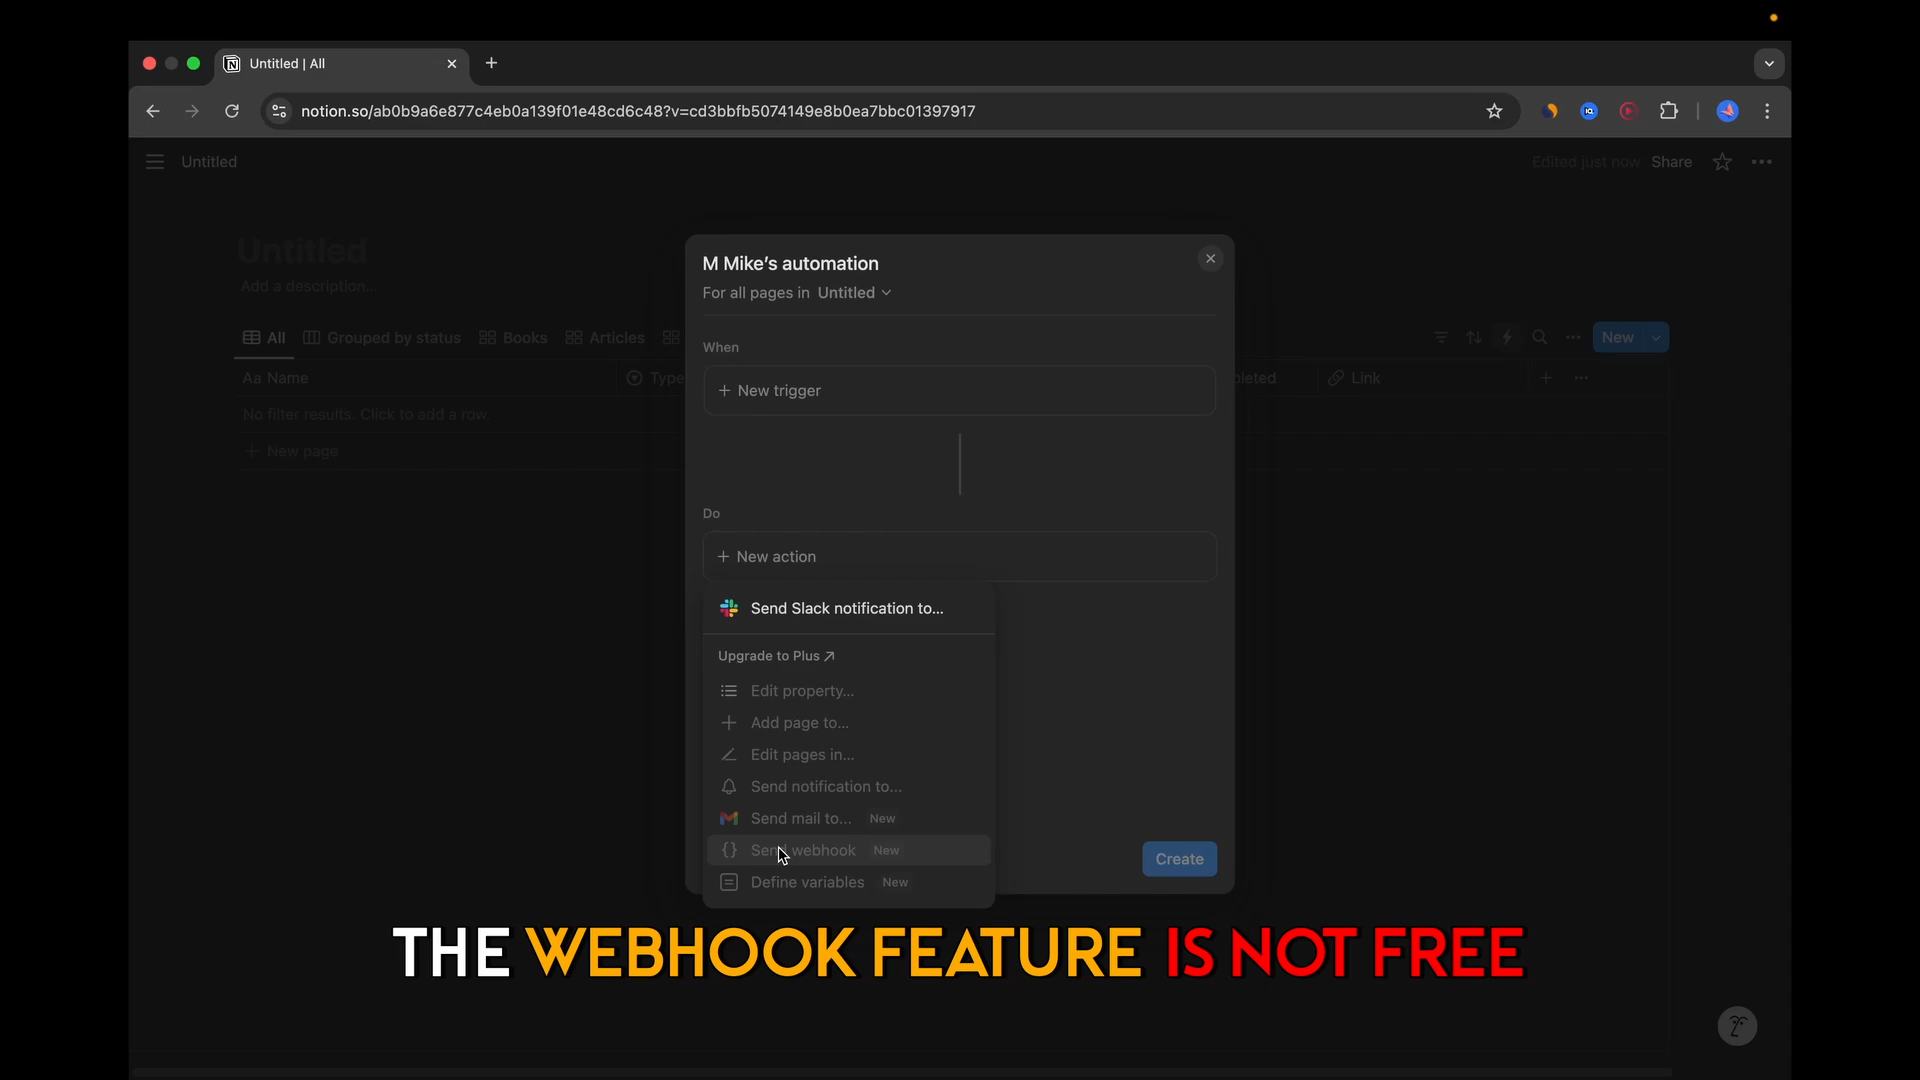 Untitled | All
notion.so/ab0b9a6e877c4eb0a139f01e48cd6c48?v=cd3bbfb5074149e8b0ea7bbc01397917
Untitled
Edited just now
Share
Untitled
Add a description...
All
Grouped by status
Books
Articles
New
Aa Name
Type
pleted
Link
No filter results. Click to add a row.
New page
M Mike's automation
For all pages in Untitled
When
New trigger
Do
New action
Send Slack notification to...
Upgrade to Plus ↗
Edit property...
Add page to...
Edit pages in...
Send notification to...
Send mail to... New
Send webhook New
Define variables New
Create
THE WEBHOOK FEATURE IS NOT FREE